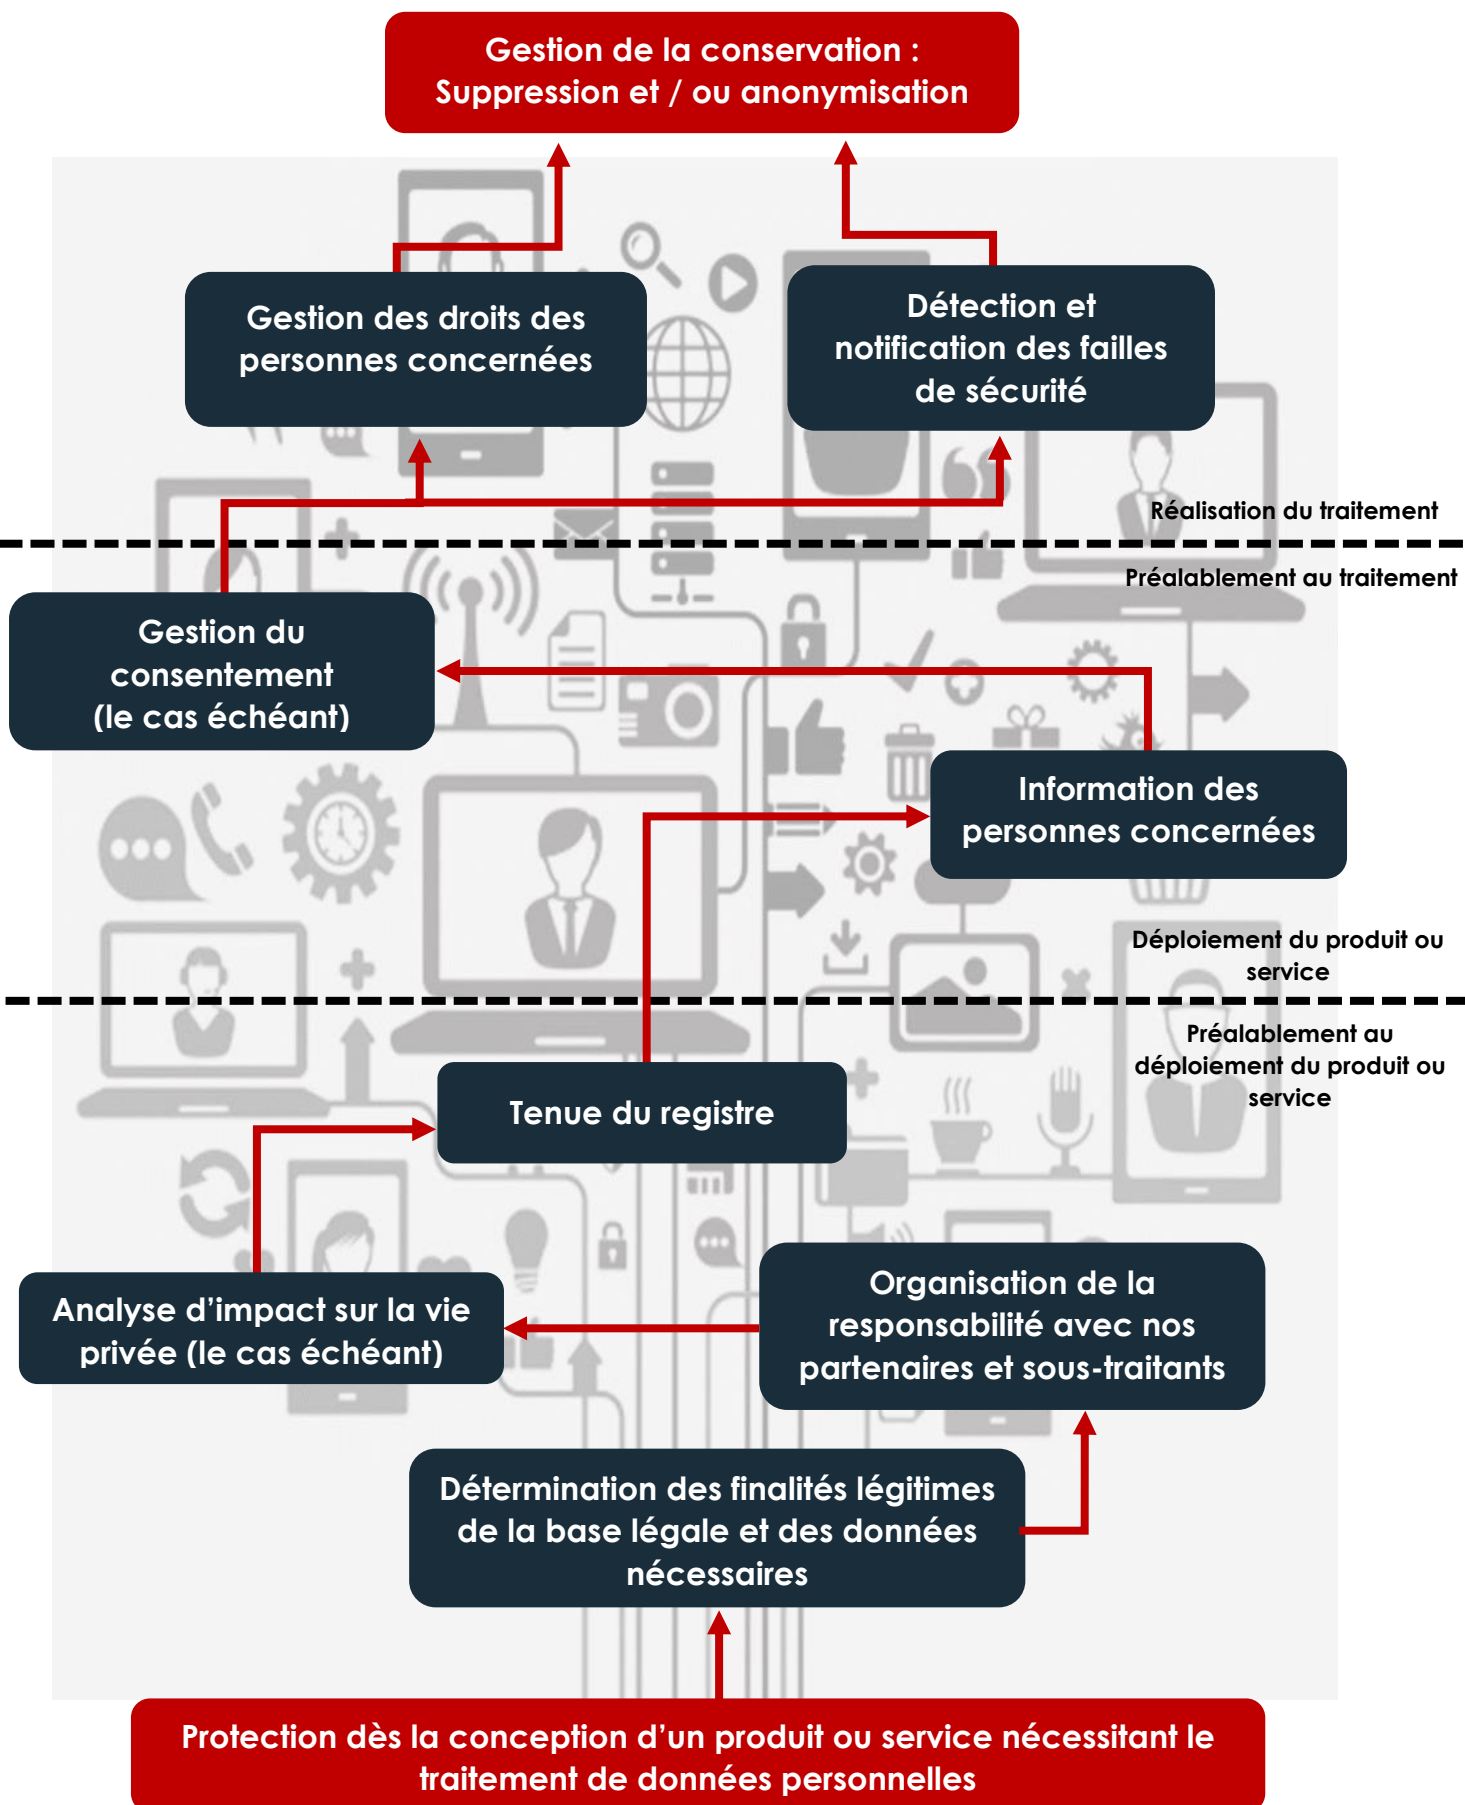 Gestion de la conservation :
Suppression et / ou anonymisation
Gestion des droits des
personnes concernées
Détection et
notification des failles
de sécurité
Réalisation du traitement
Préalablement au traitement
Gestion du
consentement
(le cas échéant)
Information des
personnes concernées
Déploiement du produit ou
service
Préalablement au
déploiement du produit ou
service
Tenue du registre
Analyse d’impact sur la vie
privée (le cas échéant)
Organisation de la
responsabilité avec nos
partenaires et sous-traitants
Détermination des finalités légitimes
de la base légale et des données
nécessaires
Protection dès la conception d’un produit ou service nécessitant le
traitement de données personnelles